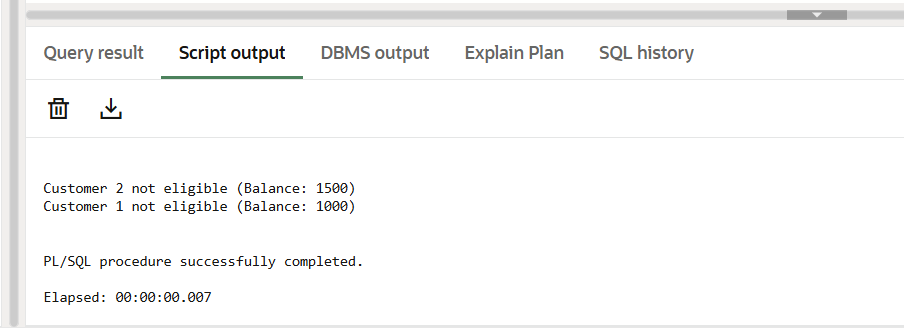 Query result Script output DBMS output Explain Plan SQL history
Customer 2 not eligible (Balance: 1500)
Customer 1 not eligible (Balance: 1000)
PL/SQL procedure successfully completed.
Elapsed: 00:00:00.007